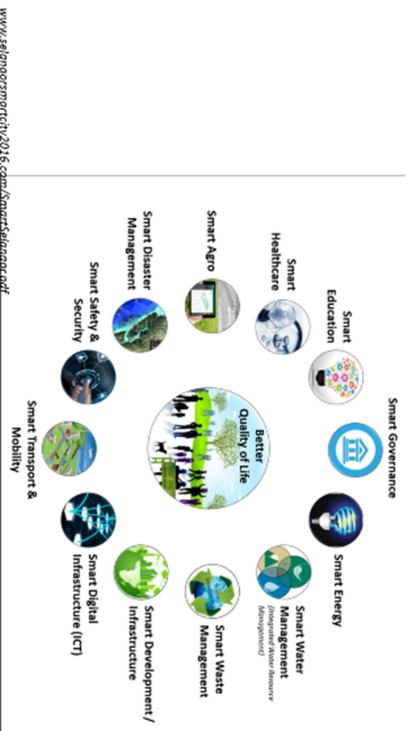 Smart Governance
Smart
Education
Smart Energy
Smart
Healthcare
Smart Water
Management
(Integrated Water Resource
Management)
Better
Quality of Life
Smart Agro
Smart Waste
Management
Smart Disaster
Management
Smart Development /
Infrastructure
Smart Safety &
Security
Smart Digital
Infrastructure (ICT)
Smart Transport &
Mobility
www.selangorsmartcity2016.com/SmartSelangor.pdf